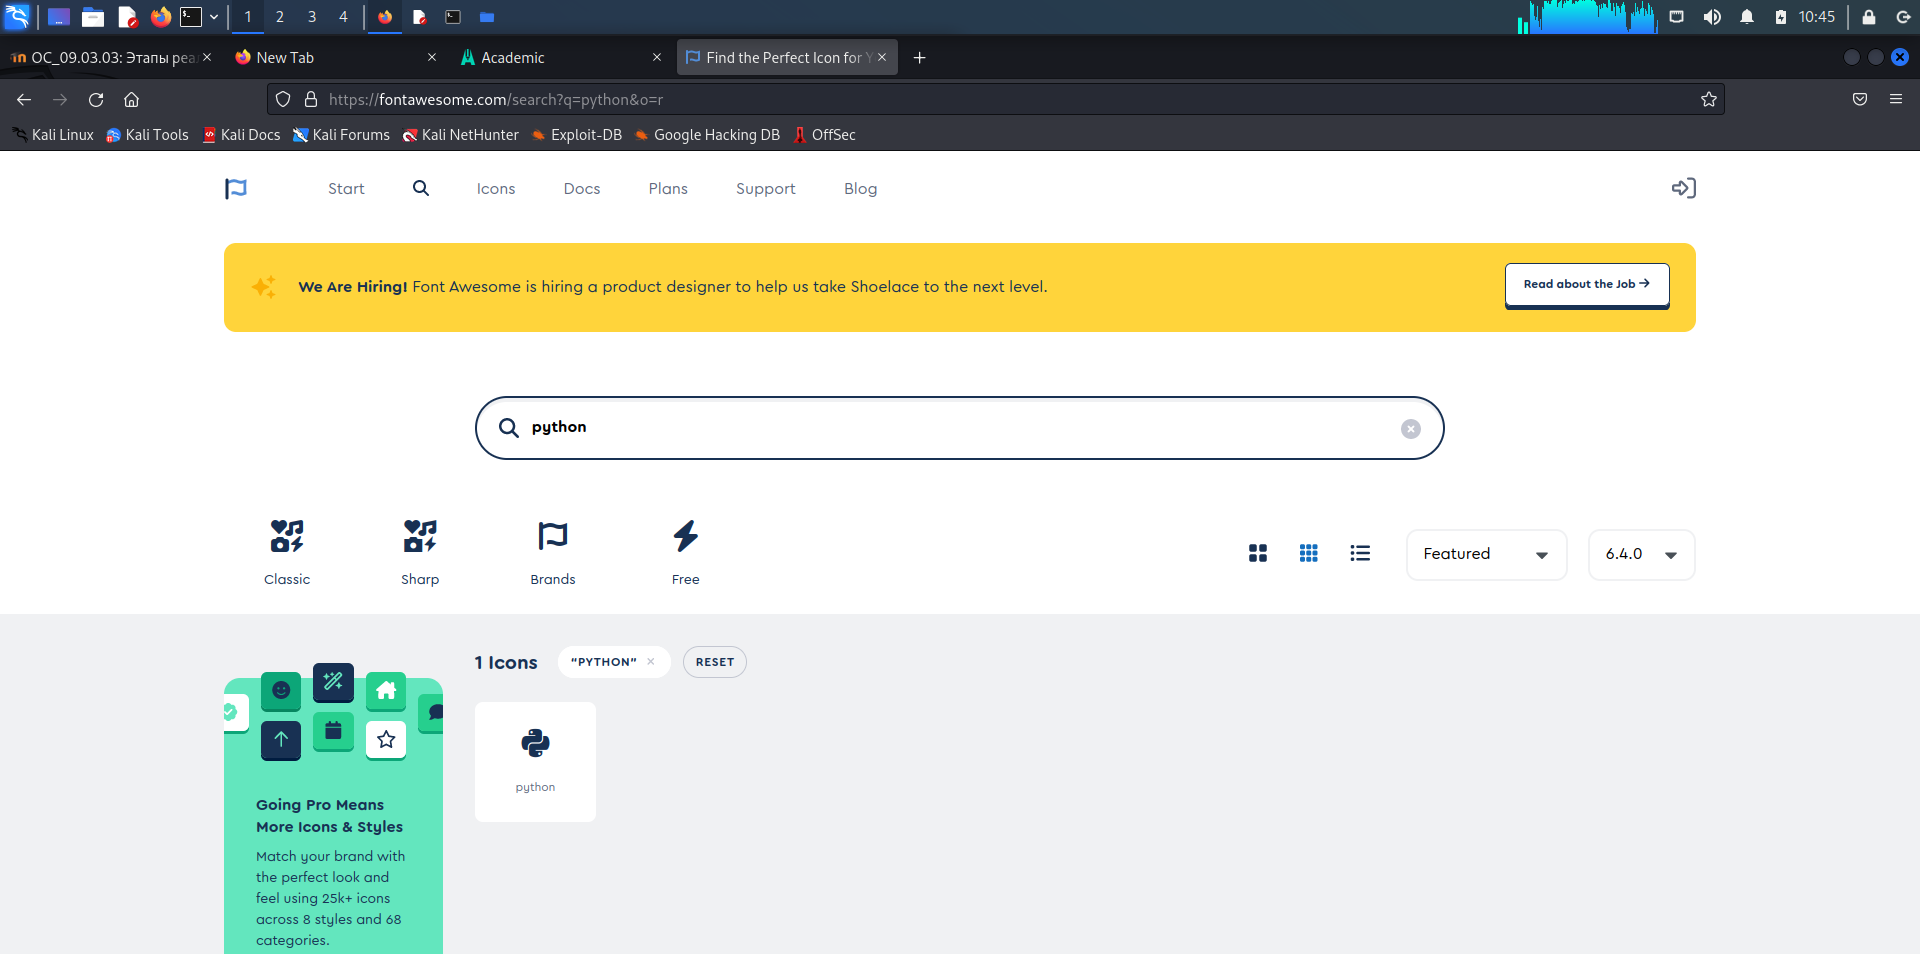 1 2 3 4
10:45
ОС_09.03.03: Этапы реа
New Tab
Academic
Find the Perfect Icon for Y
https://fontawesome.com/search?q=python&o=r
Kali Linux Kali Tools Kali Docs Kali Forums Kali NetHunter Exploit-DB Google Hacking DB OffSec
Start Icons Docs Plans Support Blog
We Are Hiring! Font Awesome is hiring a product designer to help us take Shoelace to the next level.
Read about the Job
python
Classic Sharp Brands Free
Featured 6.4.0
1 Icons "PYTHON" RESET
python
Going Pro Means
More Icons & Styles
Match your brand with
the perfect look and
feel using 25k+ icons
across 8 styles and 68
categories.